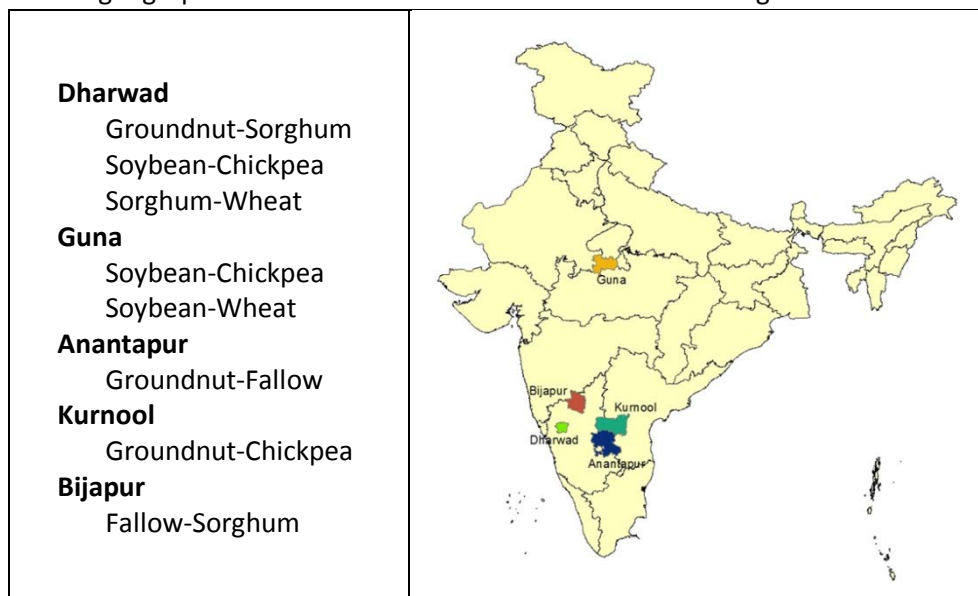 Dharwad
Groundnut-Sorghum
Soybean-Chickpea
Sorghum-Wheat
Guna
Soybean-Chickpea
Soybean-Wheat
Anantapur
Groundnut-Fallow
Kurnool
Groundnut-Chickpea
Bijapur
Fallow-Sorghum
Guna
Bijapur
Kurnool
Dharwad
Anantapur